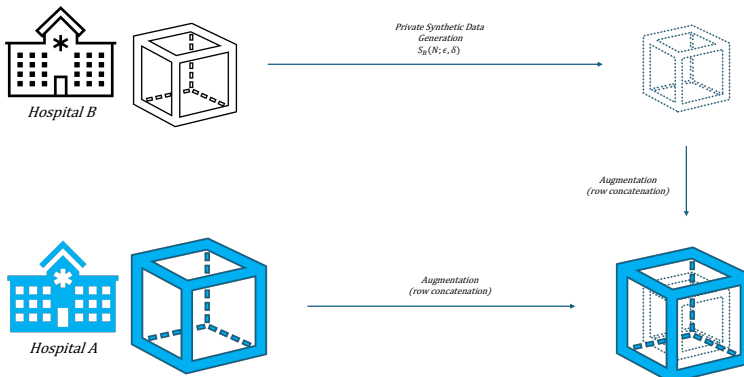 Private Synthetic Data
Generation
S_B(N; ϵ, δ)
Hospital B
Augmentation
(row concatenation)
Augmentation
(row concatenation)
Hospital A